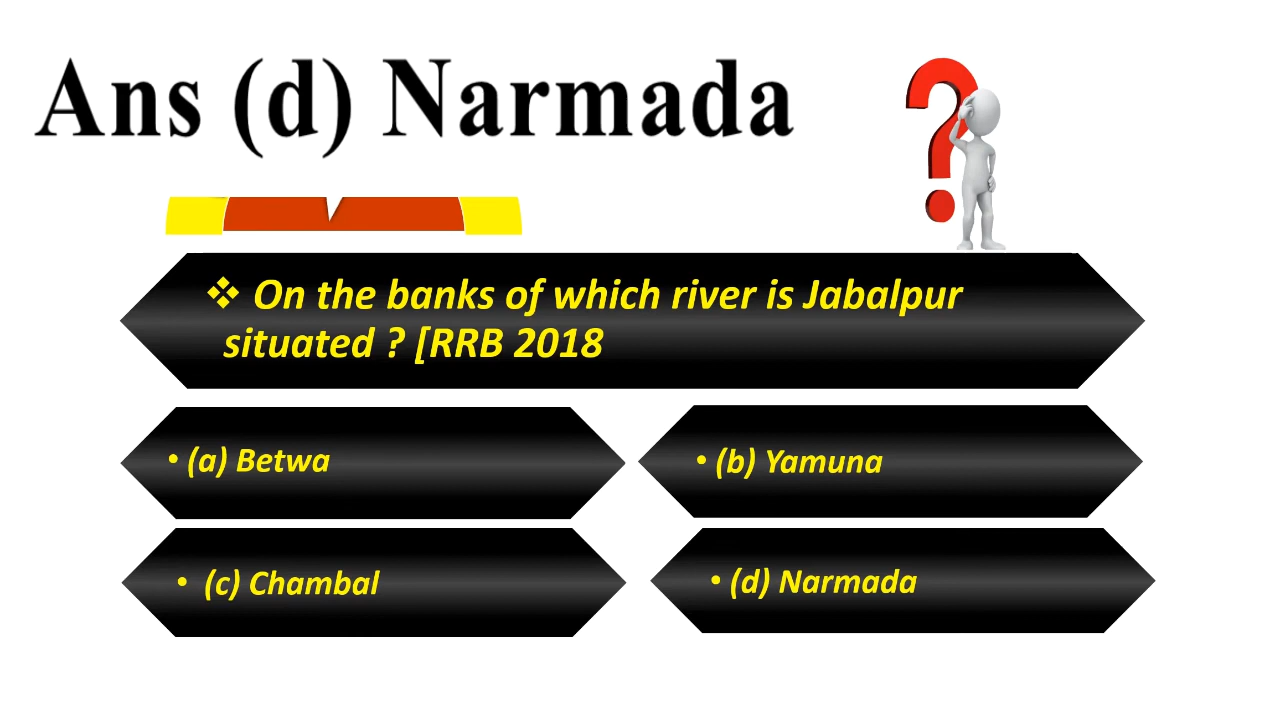 Ans (d) Narmada
❖ On the banks of which river is Jabalpur
situated ? [RRB 2018
• (a) Betwa
• (b) Yamuna
• (c) Chambal
• (d) Narmada